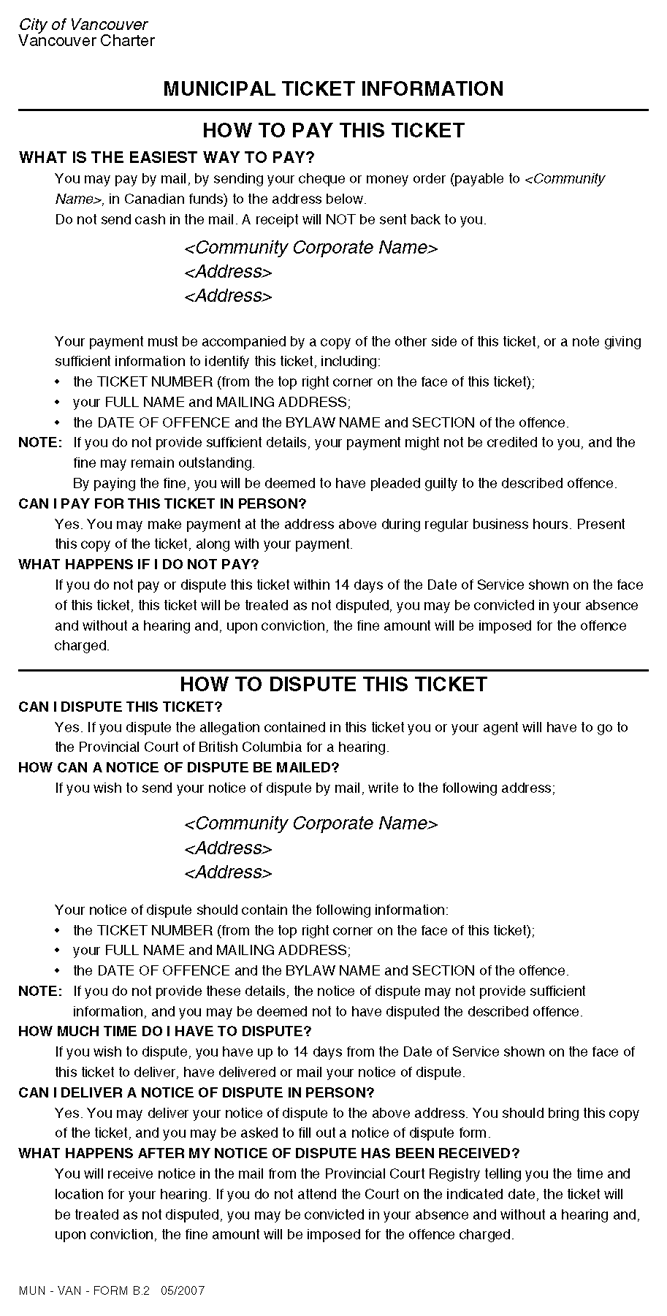 City of Vancouver
Vancouver Charter
MUNICIPAL TICKET INFORMATION
HOW TO PAY THIS TICKET
WHAT IS THE EASIEST WAY TO PAY?
You may pay by mail, by sending your cheque or money order (payable to <Community
Name>, in Canadian funds) to the address below.
Do not send cash in the mail. A receipt will NOT be sent back to you.
<Community Corporate Name>
<Address>
<Address>
Your payment must be accompanied by a copy of the other side of this ticket, or a note giving
sufficient information to identify this ticket, including:
• the TICKET NUMBER (from the top right corner on the face of this ticket);
• your FULL NAME and MAILING ADDRESS;
• the DATE OF OFFENCE and the BYLAW NAME and SECTION of the offence.
NOTE: If you do not provide sufficient details, your payment might not be credited to you, and the
fine may remain outstanding.
By paying the fine, you will be deemed to have pleaded guilty to the described offence.
CAN I PAY FOR THIS TICKET IN PERSON?
Yes. You may make payment at the address above during regular business hours. Present
this copy of the ticket, along with your payment.
WHAT HAPPENS IF I DO NOT PAY?
If you do not pay or dispute this ticket within 14 days of the Date of Service shown on the face
of this ticket, this ticket will be treated as not disputed, you may be convicted in your absence
and without a hearing and, upon conviction, the fine amount will be imposed for the offence
charged.
HOW TO DISPUTE THIS TICKET
CAN I DISPUTE THIS TICKET?
Yes. If you dispute the allegation contained in this ticket you or your agent will have to go to
the Provincial Court of British Columbia for a hearing.
HOW CAN A NOTICE OF DISPUTE BE MAILED?
If you wish to send your notice of dispute by mail, write to the following address;
<Community Corporate Name>
<Address>
<Address>
Your notice of dispute should contain the following information:
• the TICKET NUMBER (from the top right corner on the face of this ticket);
• your FULL NAME and MAILING ADDRESS;
• the DATE OF OFFENCE and the BYLAW NAME and SECTION of the offence.
NOTE: If you do not provide these details, the notice of dispute may not provide sufficient
information, and you may be deemed not to have disputed the described offence.
HOW MUCH TIME DO I HAVE TO DISPUTE?
If you wish to dispute, you have up to 14 days from the Date of Service shown on the face of
this ticket to deliver, have delivered or mail your notice of dispute.
CAN I DELIVER A NOTICE OF DISPUTE IN PERSON?
Yes. You may deliver your notice of dispute to the above address. You should bring this copy
of the ticket, and you may be asked to fill out a notice of dispute form.
WHAT HAPPENS AFTER MY NOTICE OF DISPUTE HAS BEEN RECEIVED?
You will receive notice in the mail from the Provincial Court Registry telling you the time and
location for your hearing. If you do not attend the Court on the indicated date, the ticket will
be treated as not disputed, you may be convicted in your absence and without a hearing and,
upon conviction, the fine amount will be imposed for the offence charged.
MUN - VAN - FORM B.2 05/2007